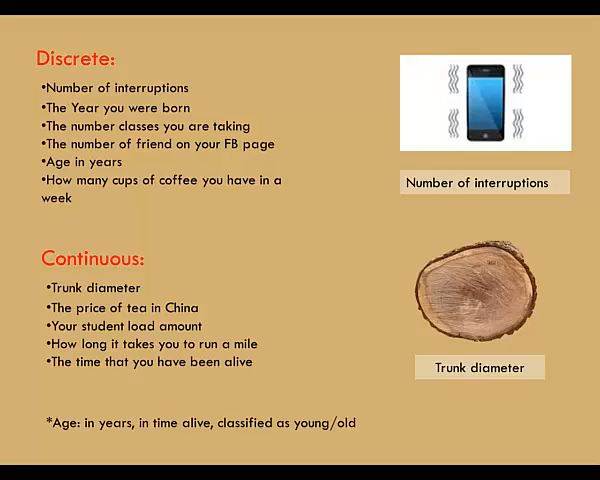 Discrete:
•Number of interruptions
•The Year you were born
•The number classes you are taking
•The number of friend on your FB page
•Age in years
•How many cups of coffee you have in a
week
Number of interruptions
Continuous:
•Trunk diameter
•The price of tea in China
•Your student load amount
•How long it takes you to run a mile
•The time that you have been alive
Trunk diameter
*Age: in years, in time alive, classified as young/old